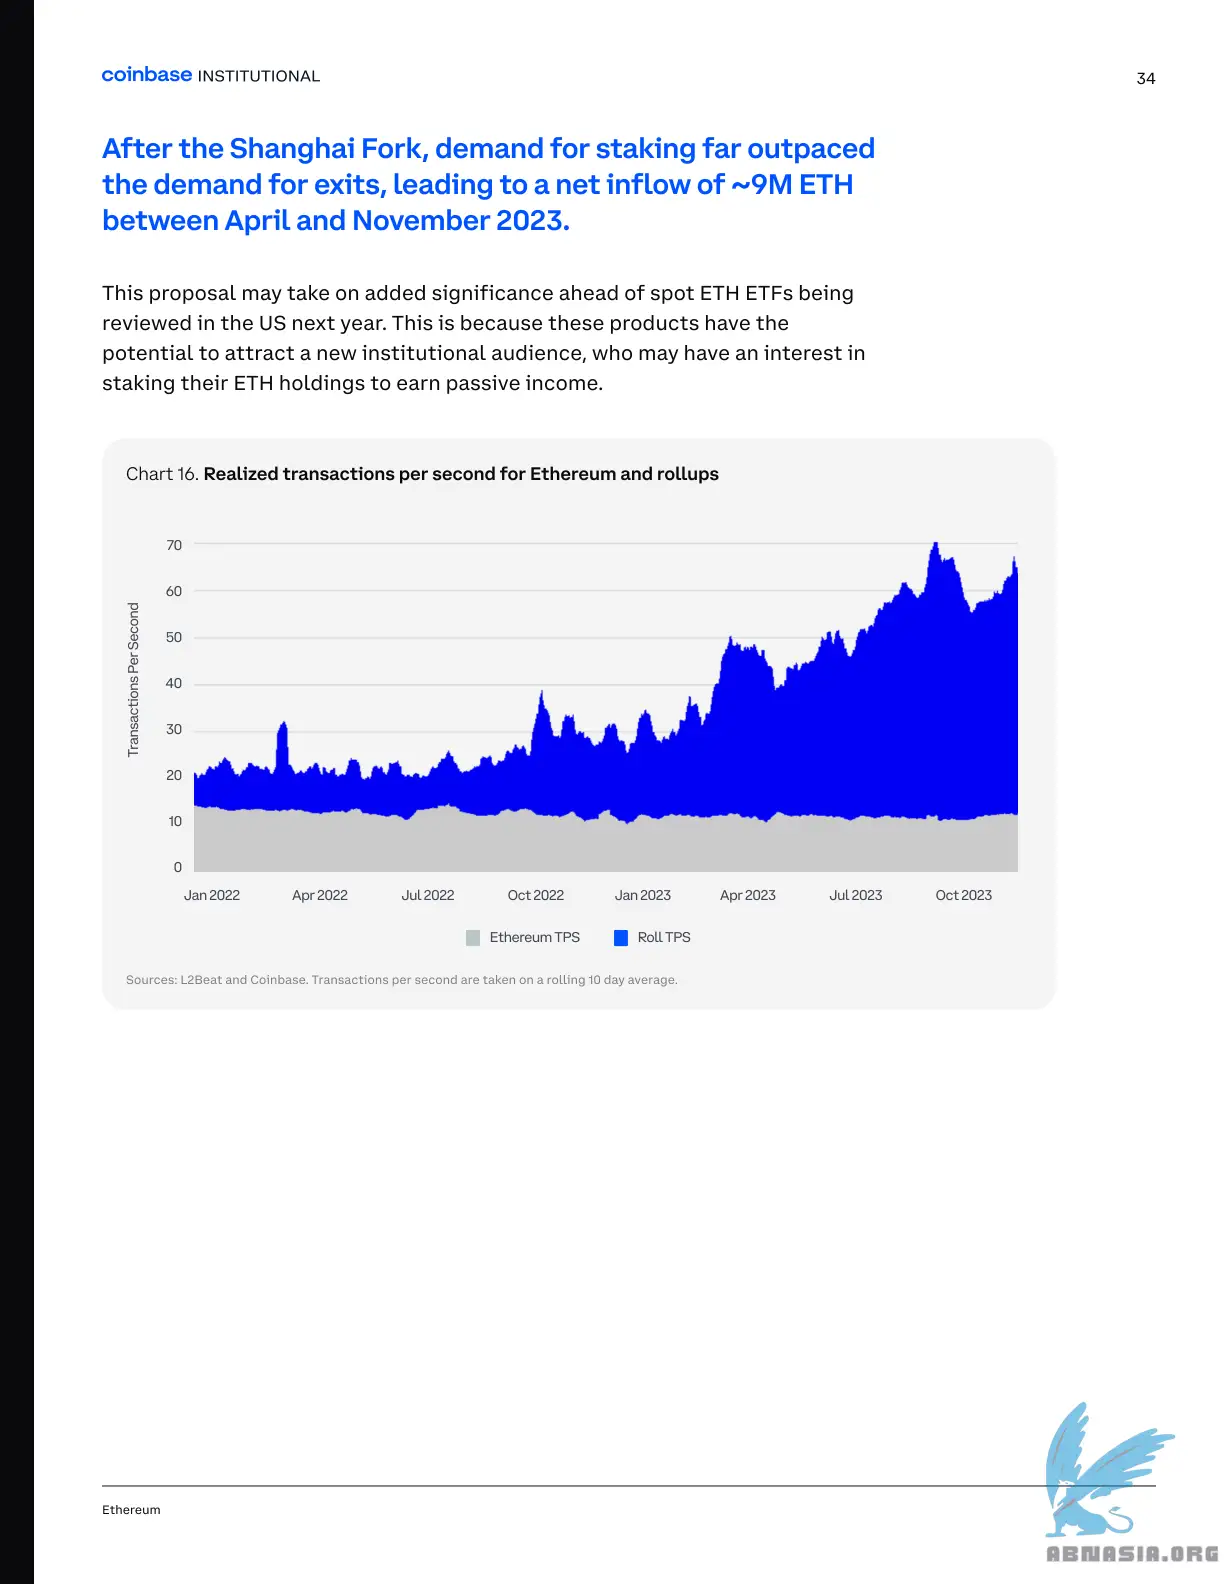 coinbase INSTITUTIONAL
34
After the Shanghai Fork, demand for staking far outpaced
the demand for exits, leading to a net inflow of ~9M ETH
between April and November 2023.
This proposal may take on added significance ahead of spot ETH ETFs being
reviewed in the US next year. This is because these products have the
potential to attract a new institutional audience, who may have an interest in
staking their ETH holdings to earn passive income.
Chart 16. Realized transactions per second for Ethereum and rollups
Transactions Per Second
70
60
50
40
30
20
10
0
Jan 2022 Apr 2022 Jul 2022 Oct 2022 Jan 2023 Apr 2023 Jul 2023 Oct 2023
Ethereum TPS Roll TPS
Sources: L2Beat and Coinbase. Transactions per second are taken on a rolling 10 day average.
Ethereum
ABNASIA.ORG